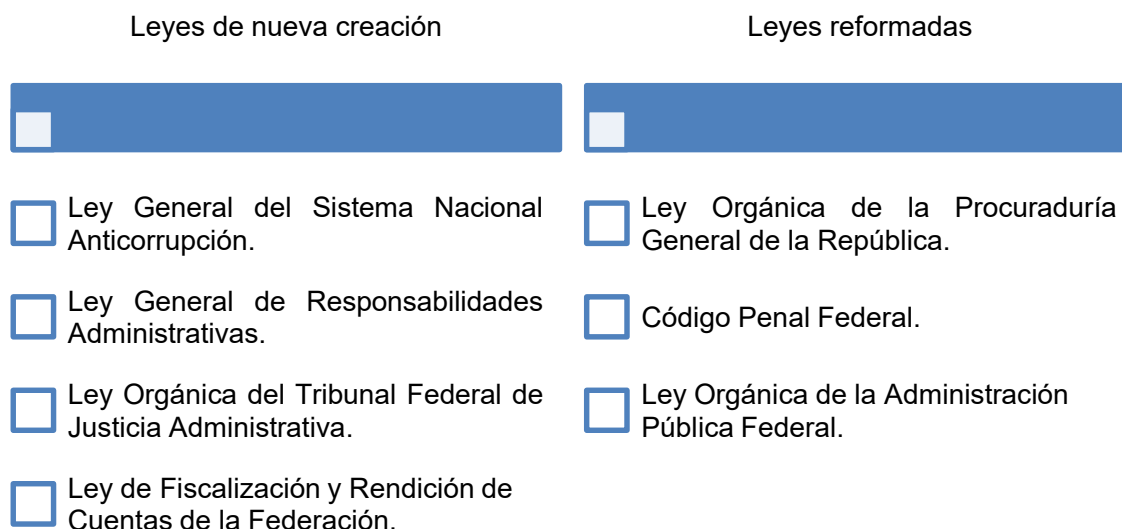 Leyes de nueva creación
Ley General del Sistema Nacional
Anticorrupción.
Ley General de Responsabilidades
Administrativas.
Ley Orgánica del Tribunal Federal de
Justicia Administrativa.
Ley de Fiscalización y Rendición de
Cuentas de la Federación.
Leyes reformadas
Ley Orgánica de la Procuraduría
General de la República.
Código Penal Federal.
Ley Orgánica de la Administración
Pública Federal.